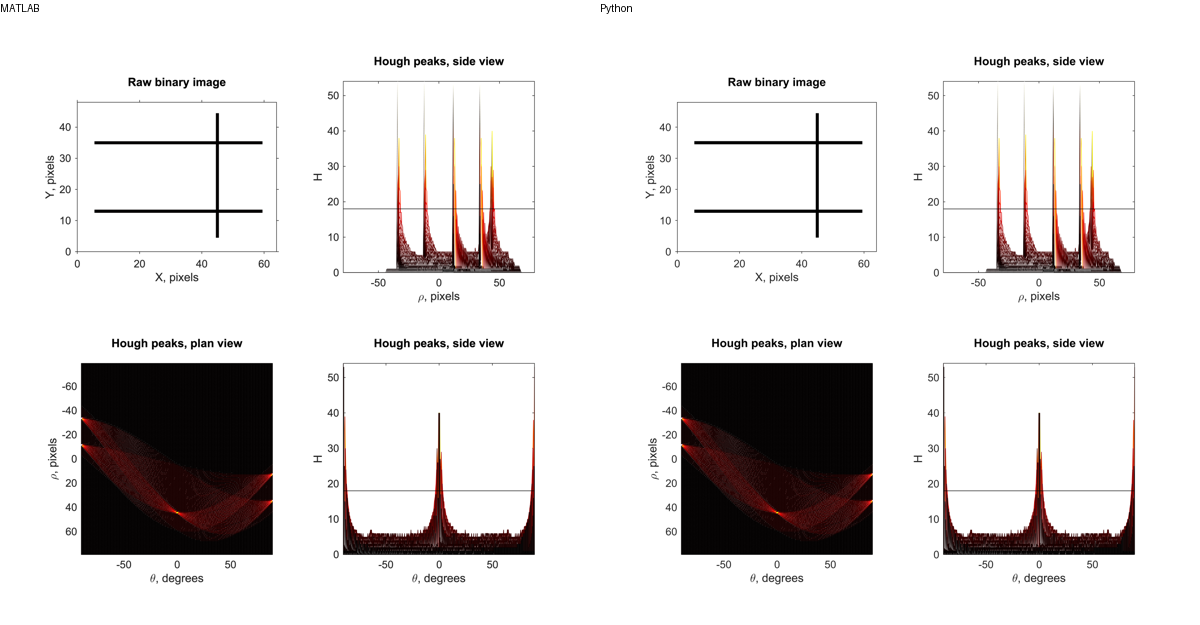 MATLAB
Python
Raw binary image
40
30
20
10
0
Y, pixels
0 20 40 60
X, pixels
Hough peaks, side view
50
40
30
20
10
0
H
-50 0 50
ρ, pixels
Raw binary image
40
30
20
10
0
Y, pixels
0 20 40 60
X, pixels
Hough peaks, side view
50
40
30
20
10
0
H
-50 0 50
ρ, pixels
Hough peaks, plan view
-60
-40
-20
0
20
40
60
ρ, pixels
-50 0 50
θ, degrees
Hough peaks, side view
50
40
30
20
10
0
H
-50 0 50
θ, degrees
Hough peaks, plan view
-60
-40
-20
0
20
40
60
ρ, pixels
-50 0 50
θ, degrees
Hough peaks, side view
50
40
30
20
10
0
H
-50 0 50
θ, degrees